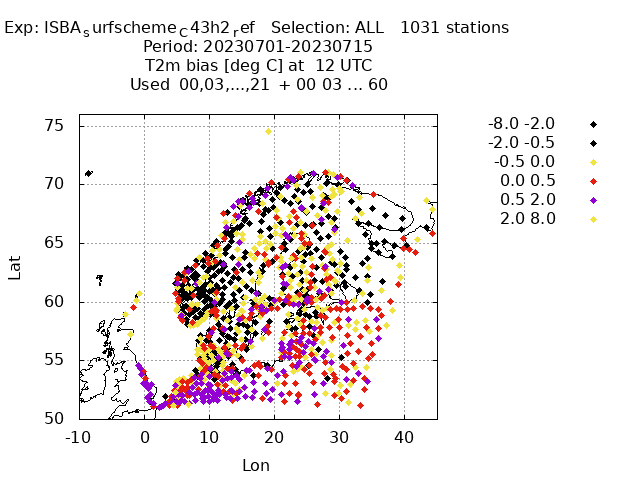 Exp: ISBAsurfschemeC43h2ref Selection: ALL 1031 stations
Period: 20230701-20230715
T2m bias [deg C] at 12 UTC
Used 00,03,...,21 + 00 03 ... 60
75
70
65
60
55
50
-10 0 10 20 30 40
Lat
Lon
-8.0 -2.0
-2.0 -0.5
-0.5 0.0
0.0 0.5
0.5 2.0
2.0 8.0